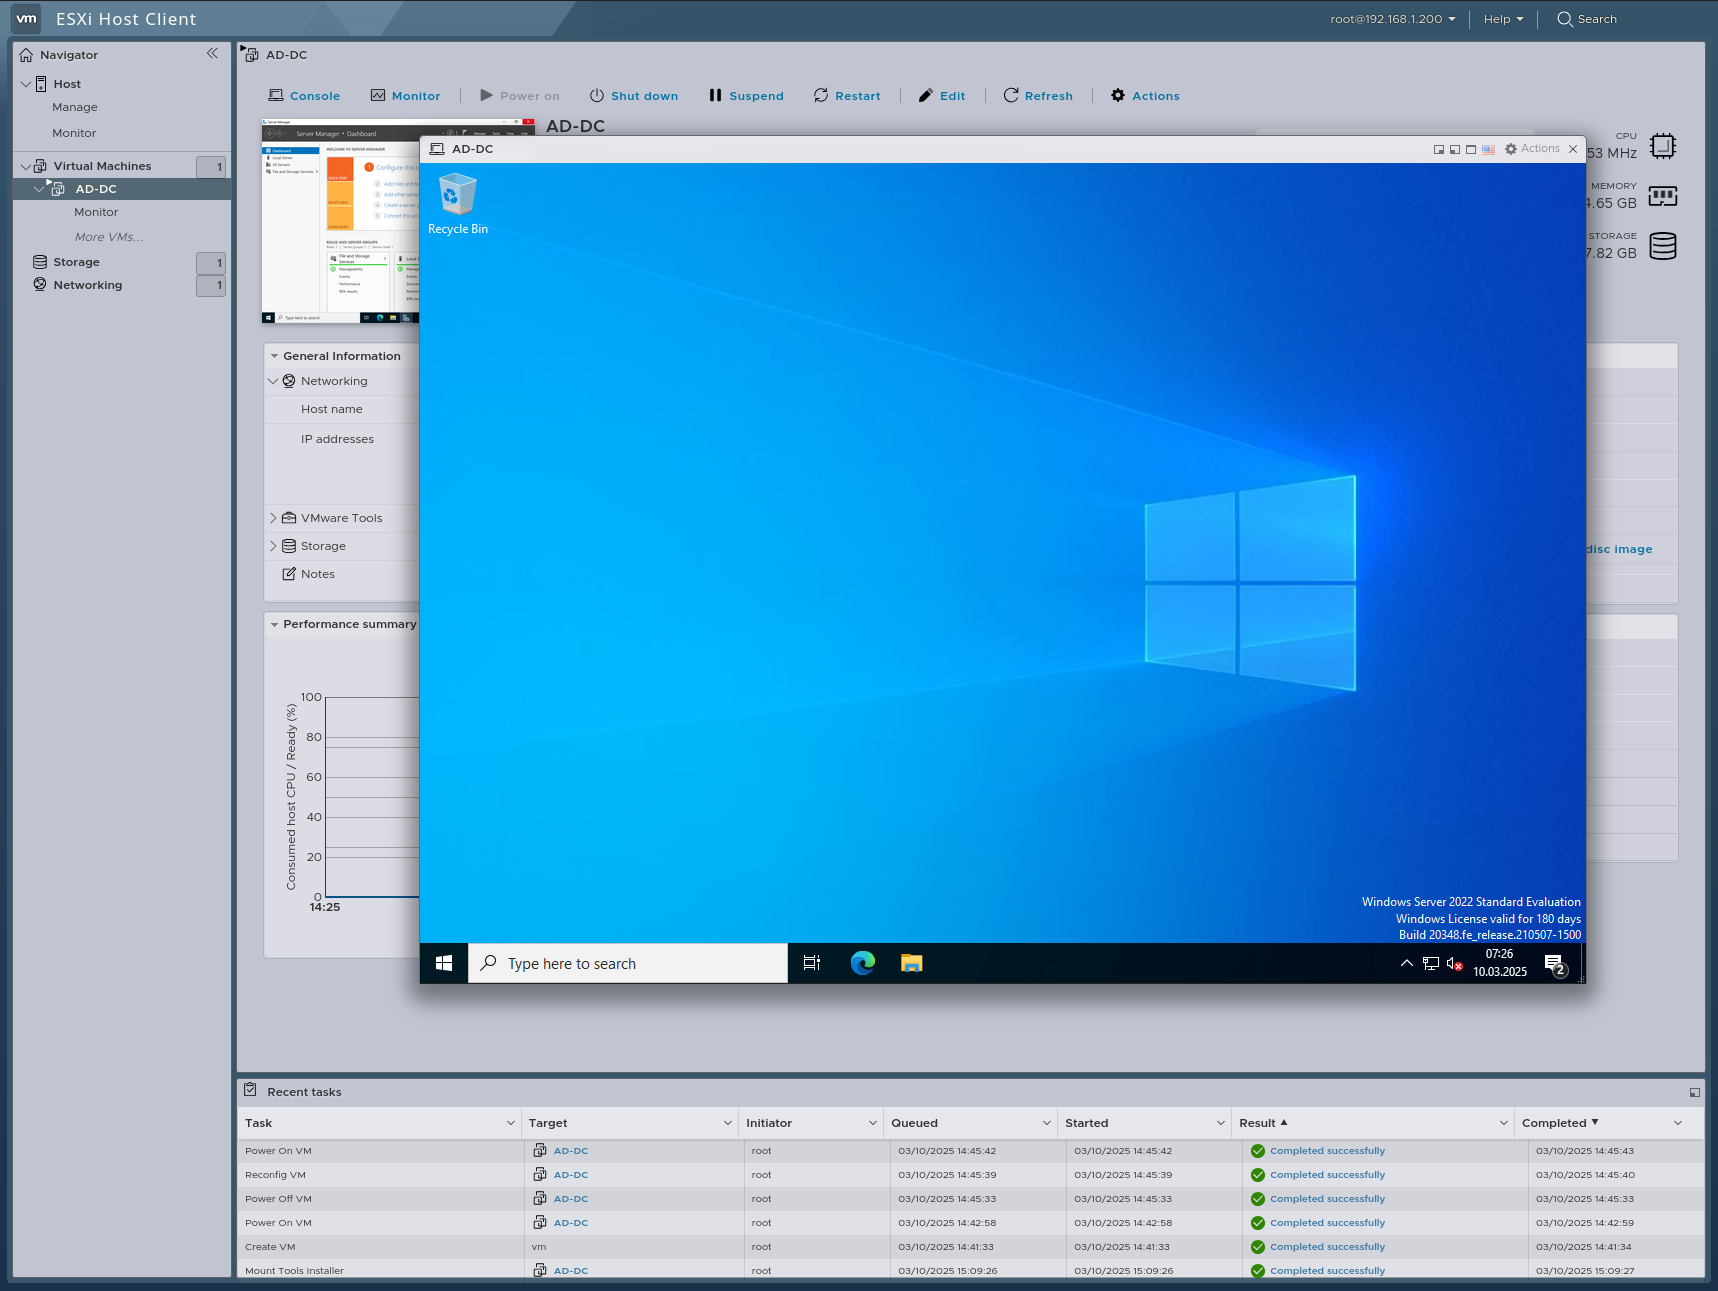 vm ESXi Host Client
root@192.168.1.200 Help Search
Navigator
Host
Manage
Monitor
Virtual Machines 1
AD-DC
Monitor
More VMs...
Storage 1
Networking 1
AD-DC
Console Monitor Power on Shut down Suspend Restart Edit Refresh Actions
Server Manager • Dashboard
Type here to search
AD-DC
CPU
53 MHz
MEMORY
4.65 GB
STORAGE
7.82 GB
General Information
Networking
Host name
IP addresses
VMware Tools
Storage
Notes
disc image
Performance summary
Consumed host CPU / Ready (%)
100
80
60
40
20
0
14:25
AD-DC Actions
Recycle Bin
Windows Server 2022 Standard Evaluation
Windows License valid for 180 days
Build 20348.fe_release.210507-1500
Type here to search
07:26
10.03.2025
2
Recent tasks
Task Target Initiator Queued Started Result Completed
Power On VM AD-DC root 03/10/2025 14:45:42 03/10/2025 14:45:42 Completed successfully 03/10/2025 14:45:43
Reconfig VM AD-DC root 03/10/2025 14:45:39 03/10/2025 14:45:39 Completed successfully 03/10/2025 14:45:40
Power Off VM AD-DC root 03/10/2025 14:45:33 03/10/2025 14:45:33 Completed successfully 03/10/2025 14:45:33
Power On VM AD-DC root 03/10/2025 14:42:58 03/10/2025 14:42:58 Completed successfully 03/10/2025 14:42:59
Create VM vm root 03/10/2025 14:41:33 03/10/2025 14:41:33 Completed successfully 03/10/2025 14:41:34
Mount Tools Installer AD-DC root 03/10/2025 15:09:26 03/10/2025 15:09:26 Completed successfully 03/10/2025 15:09:27